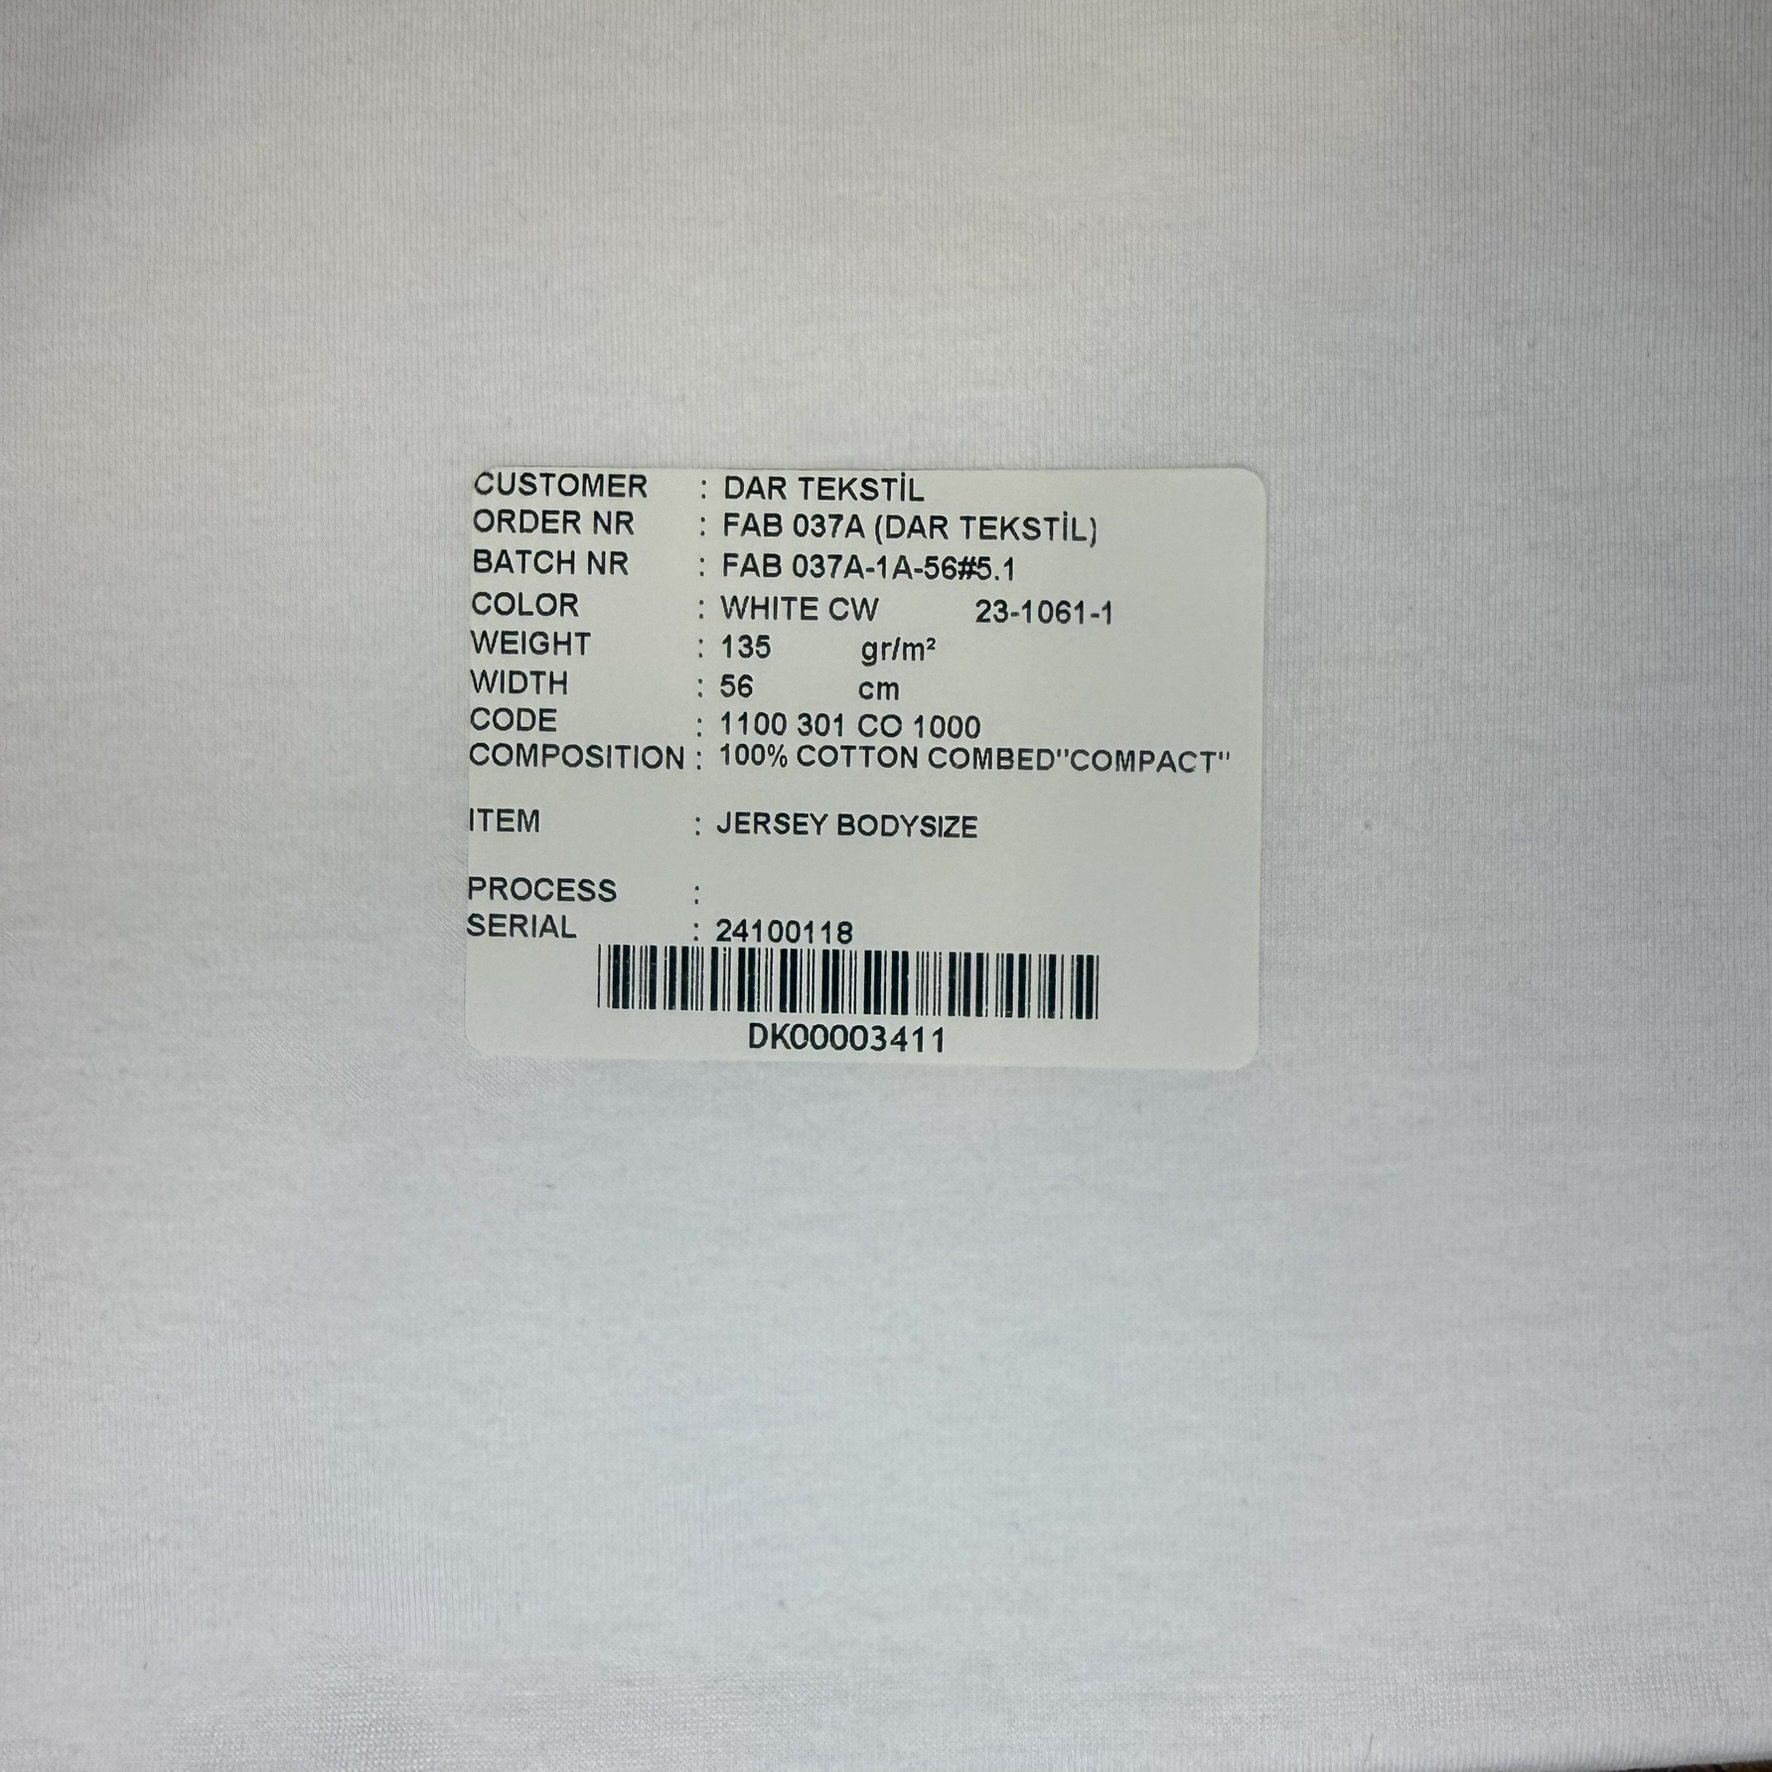 CUSTOMER : DAR TEKSTİL
ORDER NR : FAB 037A (DAR TEKSTİL)
BATCH NR : FAB 037A-1A-56#5.1
COLOR : WHITE CW 23-1061-1
WEIGHT : 135 gr/m²
WIDTH : 56 cm
CODE : 1100 301 CO 1000
COMPOSITION : 100% COTTON COMBED"COMPACT"
ITEM : JERSEY BODYSIZE
PROCESS :
SERIAL : 24100118
DK00003411